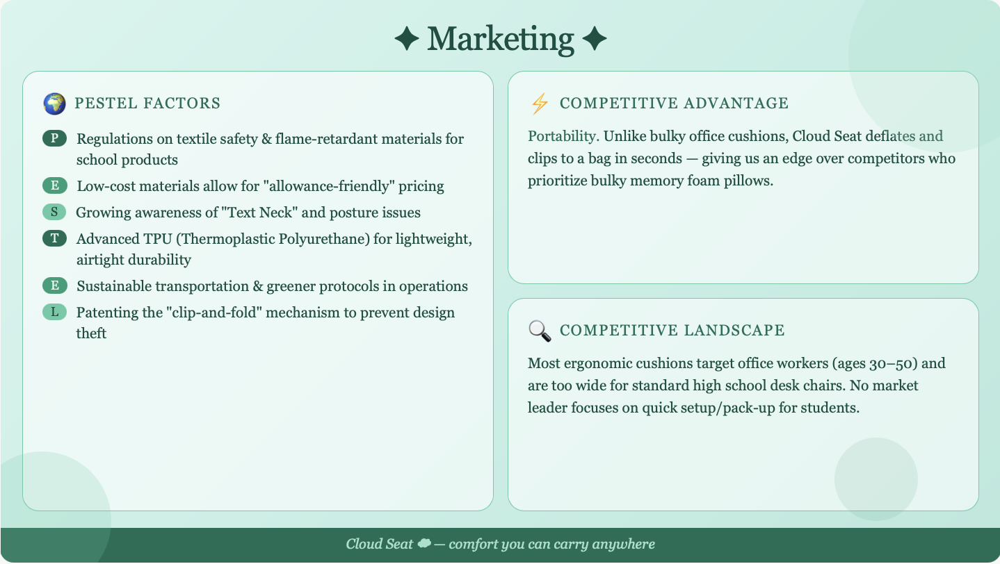 ✦ Marketing ✦
🌍 PESTEL FACTORS
P Regulations on textile safety & flame-retardant materials for
school products
E Low-cost materials allow for "allowance-friendly" pricing
S Growing awareness of "Text Neck" and posture issues
T Advanced TPU (Thermoplastic Polyurethane) for lightweight,
airtight durability
E Sustainable transportation & greener protocols in operations
L Patenting the "clip-and-fold" mechanism to prevent design
theft
⚡ COMPETITIVE ADVANTAGE
Portability. Unlike bulky office cushions, Cloud Seat deflates and
clips to a bag in seconds — giving us an edge over competitors who
prioritize bulky memory foam pillows.
🔍 COMPETITIVE LANDSCAPE
Most ergonomic cushions target office workers (ages 30–50) and
are too wide for standard high school desk chairs. No market
leader focuses on quick setup/pack-up for students.
Cloud Seat 💭 — comfort you can carry anywhere